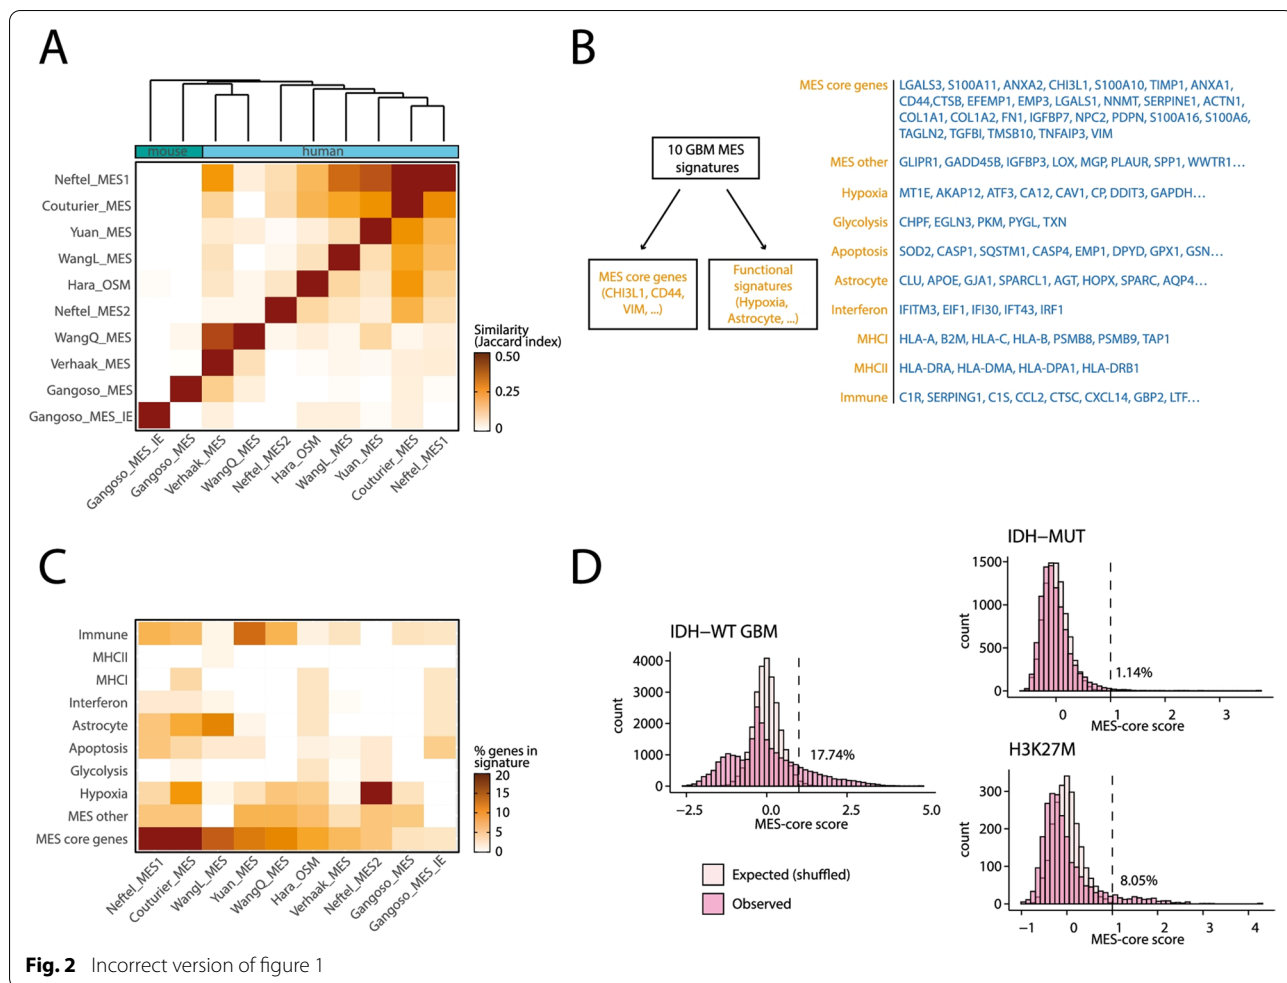 A
mouse
human
Neftel_MES1
Couturier_MES
Yuan_MES
WangL_MES
Hara_OSM
Neftel_MES2
WangQ_MES
Verhaak_MES
Gangoso_MES
Gangoso_MES_IE
Similarity
(Jaccard index)
0.50
0.25
0
Gangoso_MES_IE
Gangoso_MES
Verhaak_MES
WangQ_MES
Neftel_MES2
Hara_OSM
WangL_MES
Yuan_MES
Couturier_MES
Neftel_MES1
B
10 GBM MES
signatures
MES core genes
(CHI3L1, CD44,
VIM, ...)
Functional
signatures
(Hypoxia,
Astrocyte, ...)
MES core genes
LGALS3, S100A11, ANXA2, CHI3L1, S100A10, TIMP1, ANXA1,
CD44,CTSB, EFEMP1, EMP3, LGALS1, NNMT, SERPINE1, ACTN1,
COL1A1, COL1A2, FN1, IGFBP7, NPC2, PDPN, S100A16, S100A6,
TAGLN2, TGFBI, TMSB10, TNFAIP3, VIM
MES other
GLIPR1, GADD45B, IGFBP3, LOX, MGP, PLAUR, SPP1, WWTR1...
Hypoxia
MT1E, AKAP12, ATF3, CA12, CAV1, CP, DDIT3, GAPDH...
Glycolysis
CHPF, EGLN3, PKM, PYGL, TXN
Apoptosis
SOD2, CASP1, SQSTM1, CASP4, EMP1, DPYD, GPX1, GSN...
Astrocyte
CLU, APOE, GJA1, SPARCL1, AGT, HOPX, SPARC, AQP4...
Interferon
IFITM3, EIF1, IFI30, IFT43, IRF1
MHCI
HLA-A, B2M, HLA-C, HLA-B, PSMB8, PSMB9, TAP1
MHCII
HLA-DRA, HLA-DMA, HLA-DPA1, HLA-DRB1
Immune
C1R, SERPING1, C1S, CCL2, CTSC, CXCL14, GBP2, LTF...
C
Immune
MHCII
MHCI
Interferon
Astrocyte
Apoptosis
Glycolysis
Hypoxia
MES other
MES core genes
% genes in
signature
20
15
10
5
0
Neftel_MES1
Couturier_MES
WangL_MES
Yuan_MES
WangQ_MES
Hara_OSM
Verhaak_MES
Neftel_MES2
Gangoso_MES
Gangoso_MES_IE
D
IDH−WT GBM
count
4000
3000
2000
1000
0
17.74%
−2.5
0.0
2.5
5.0
MES−core score
Expected (shuffled)
Observed
IDH−MUT
count
1500
1000
500
0
1.14%
0
1
2
3
MES−core score
H3K27M
count
300
200
100
0
8.05%
−1
0
1
2
3
4
MES−core score
Fig. 2 Incorrect version of figure 1